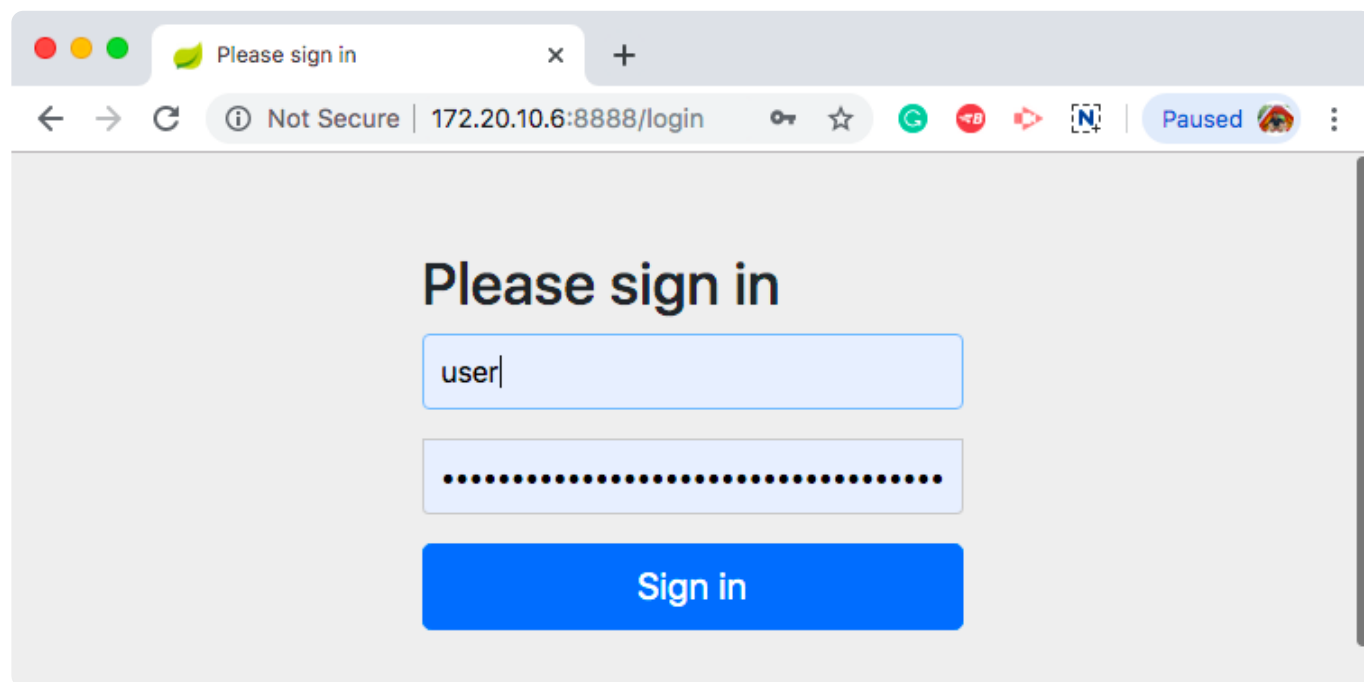 Please sign in
Not Secure 172.20.10.6:8888/login Paused
Please sign in
user
••••••••••••••••••••••••••••••••••••
Sign in